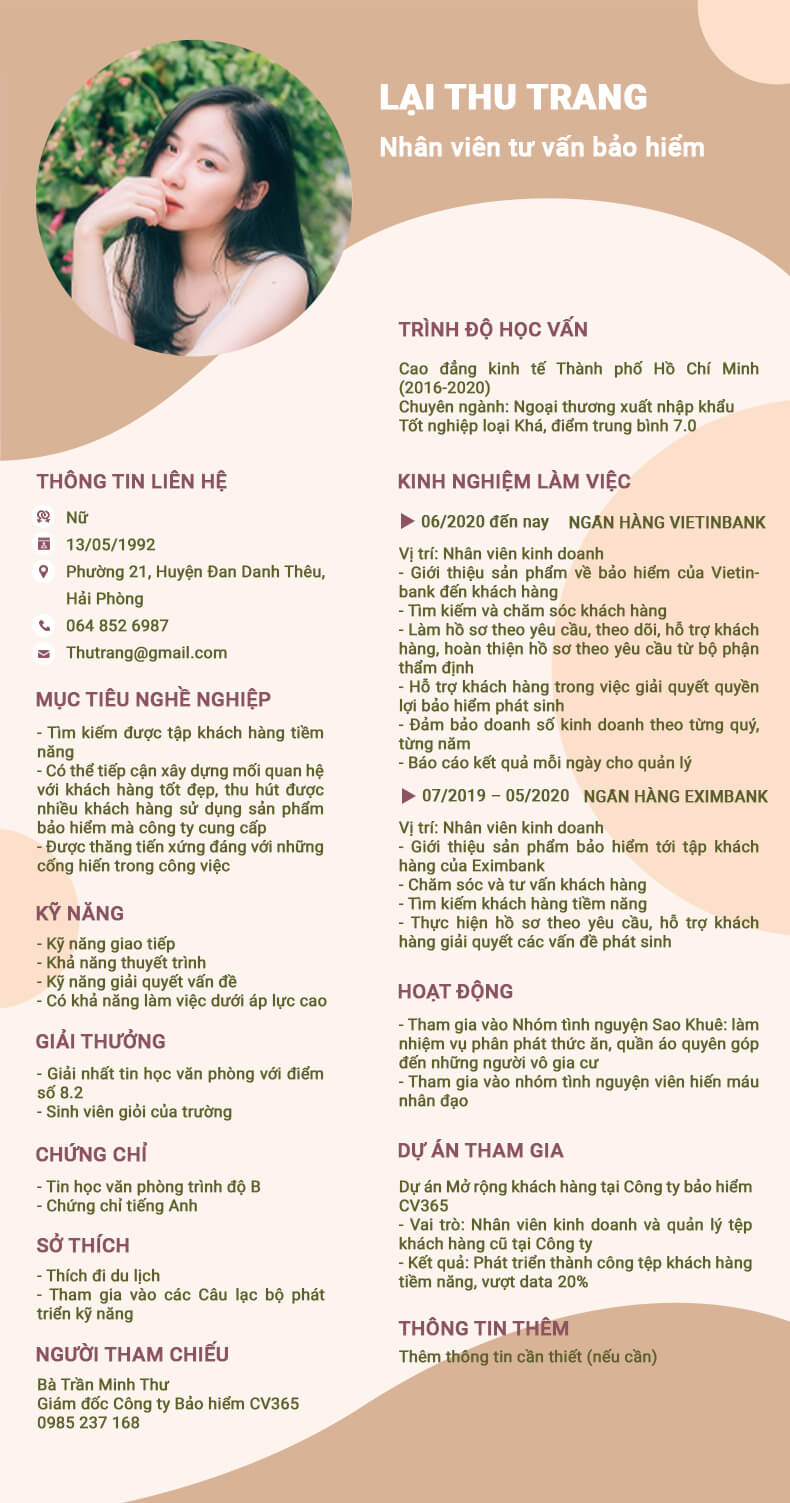 LẠI THU TRANG
Nhân viên tư vấn bảo hiểm
THÔNG TIN LIÊN HỆ
Nữ
13/05/1992
Phường 21, Huyện Đan Danh Thêu,
Hải Phòng
064 852 6987
Thutrang@gmail.com
MỤC TIÊU NGHỀ NGHIỆP
- Tìm kiếm được tập khách hàng tiềm
năng
- Có thể tiếp cận xây dựng mối quan hệ
với khách hàng tốt đẹp, thu hút được
nhiều khách hàng sử dụng sản phẩm
bảo hiểm mà công ty cung cấp
- Được thăng tiến xứng đáng với những
cống hiến trong công việc
KỸ NĂNG
- Kỹ năng giao tiếp
- Khả năng thuyết trình
- Kỹ năng giải quyết vấn đề
- Có khả năng làm việc dưới áp lực cao
GIẢI THƯỞNG
- Giải nhất tin học văn phòng với điểm
số 8.2
- Sinh viên giỏi của trường
CHỨNG CHỈ
- Tin học văn phòng trình độ B
- Chứng chỉ tiếng Anh
SỞ THÍCH
- Thích đi du lịch
- Tham gia vào các Câu lạc bộ phát
triển kỹ năng
NGƯỜI THAM CHIẾU
Bà Trần Minh Thư
Giám đốc Công ty Bảo hiểm CV365
0985 237 168
TRÌNH ĐỘ HỌC VẤN
Cao đẳng kinh tế Thành phố Hồ Chí Minh
(2016-2020)
Chuyên ngành: Ngoại thương xuất nhập khẩu
Tốt nghiệp loại Khá, điểm trung bình 7.0
KINH NGHIỆM LÀM VIỆC
06/2020 đến nay NGÂN HÀNG VIETINBANK
Vị trí: Nhân viên kinh doanh
- Giới thiệu sản phẩm về bảo hiểm của Vietin-
bank đến khách hàng
- Tìm kiếm và chăm sóc khách hàng
- Làm hồ sơ theo yêu cầu, theo dõi, hỗ trợ khách
hàng, hoàn thiện hồ sơ theo yêu cầu từ bộ phận
thẩm định
- Hỗ trợ khách hàng trong việc giải quyết quyền
lợi bảo hiểm phát sinh
- Đảm bảo doanh số kinh doanh theo từng quý,
từng năm
- Báo cáo kết quả mỗi ngày cho quản lý
07/2019 – 05/2020 NGÂN HÀNG EXIMBANK
Vị trí: Nhân viên kinh doanh
- Giới thiệu sản phẩm bảo hiểm tới tập khách
hàng của Eximbank
- Chăm sóc và tư vấn khách hàng
- Tìm kiếm khách hàng tiềm năng
- Thực hiện hồ sơ theo yêu cầu, hỗ trợ khách
hàng giải quyết các vấn đề phát sinh
HOẠT ĐỘNG
- Tham gia vào Nhóm tình nguyện Sao Khuê: làm
nhiệm vụ phân phát thức ăn, quần áo quyên góp
đến những người vô gia cư
- Tham gia vào nhóm tình nguyện viên hiến máu
nhân đạo
DỰ ÁN THAM GIA
Dự án Mở rộng khách hàng tại Công ty bảo hiểm
CV365
- Vai trò: Nhân viên kinh doanh và quản lý tệp
khách hàng cũ tại Công ty
- Kết quả: Phát triển thành công tệp khách hàng
tiềm năng, vượt data 20%
THÔNG TIN THÊM
Thêm thông tin cần thiết (nếu cần)